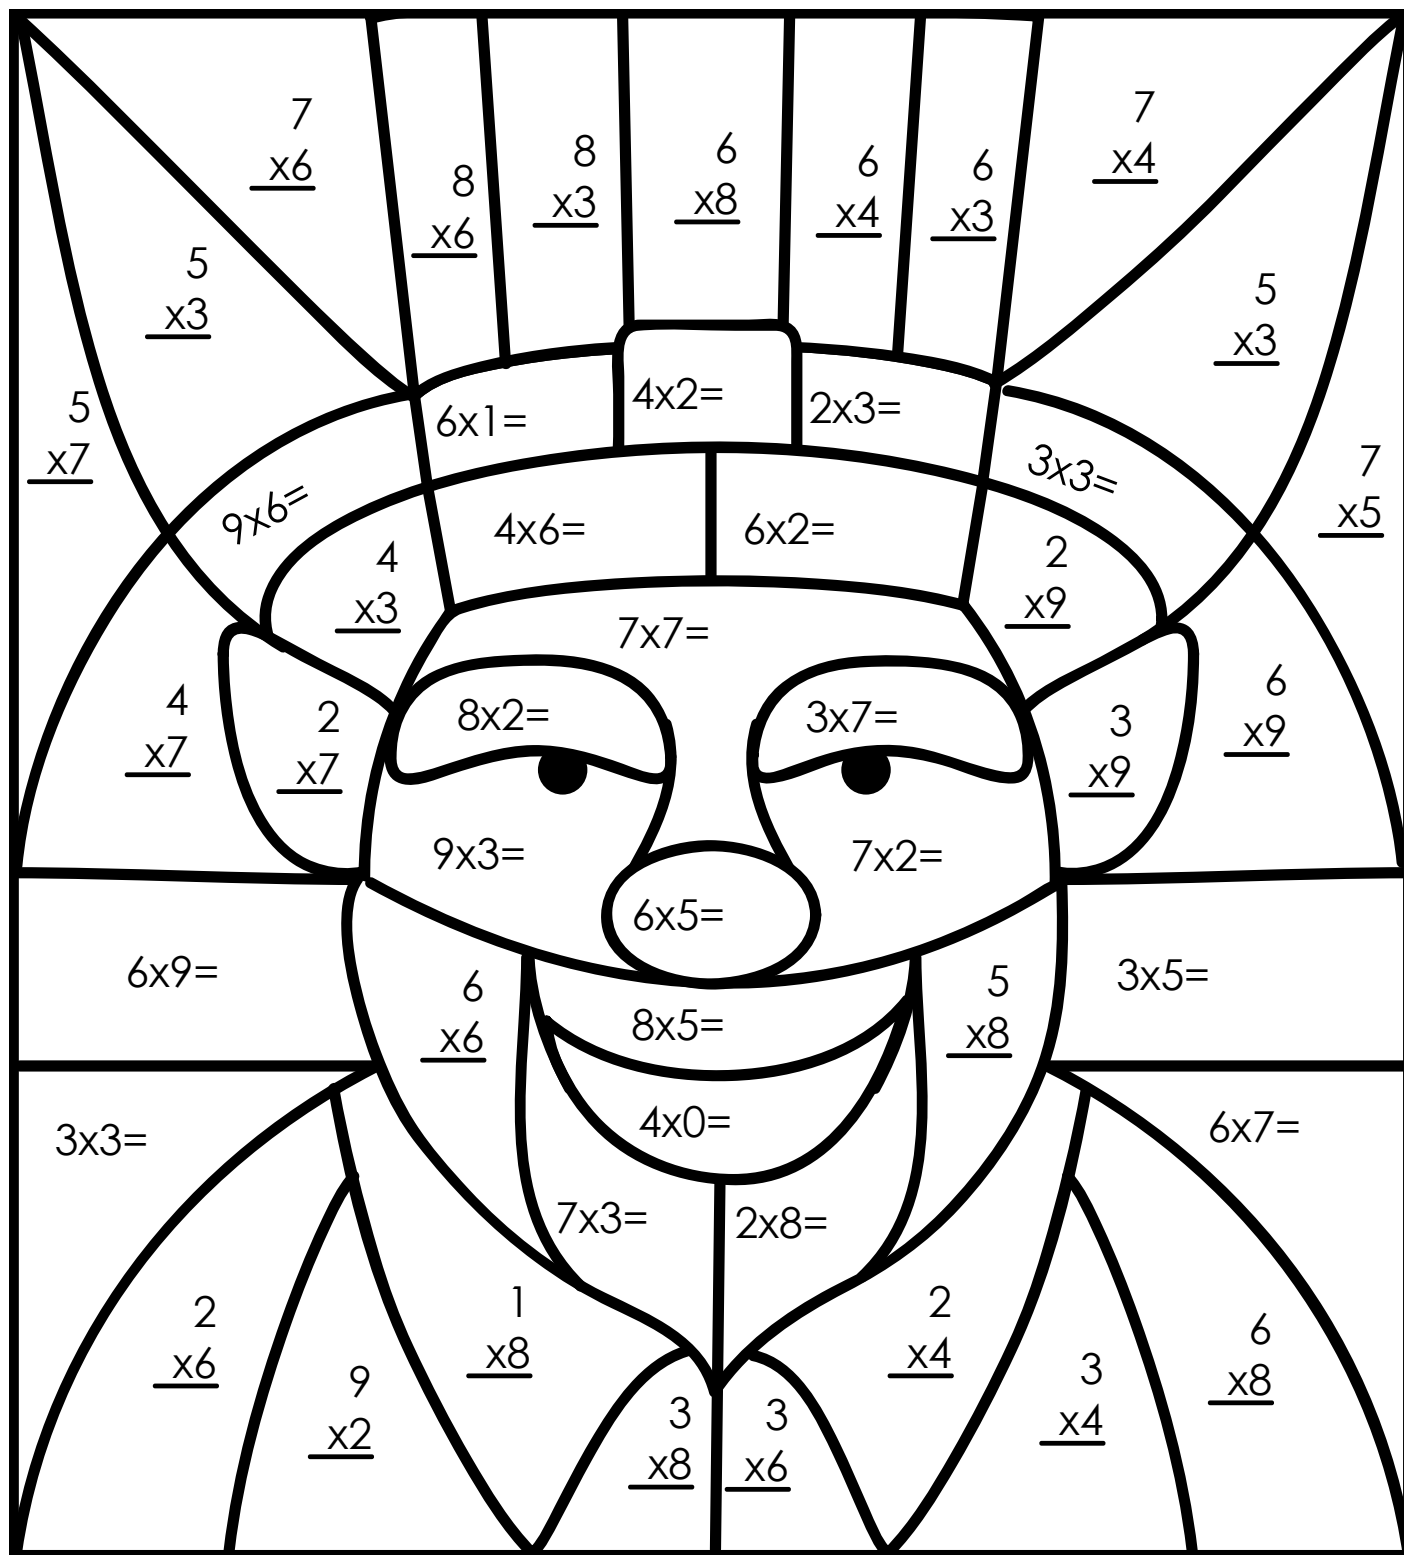 7
x6
8
x6
8
x3
6
x8
6
x4
6
x3
7
x4
5
x3
5
x3
5
x7
6x1=
4x2=
2x3=
7
x5
9x6=
3x3=
4
x3
4x6=
6x2=
2
x9
7x7=
4
x7
2
x7
8x2=
3x7=
3
x9
6
x9
9x3=
7x2=
6x5=
6x9=
6
x6
8x5=
5
x8
3x5=
3x3=
4x0=
6x7=
7x3=
2x8=
2
x6
9
x2
1
x8
3
x8
3
x6
2
x4
3
x4
6
x8